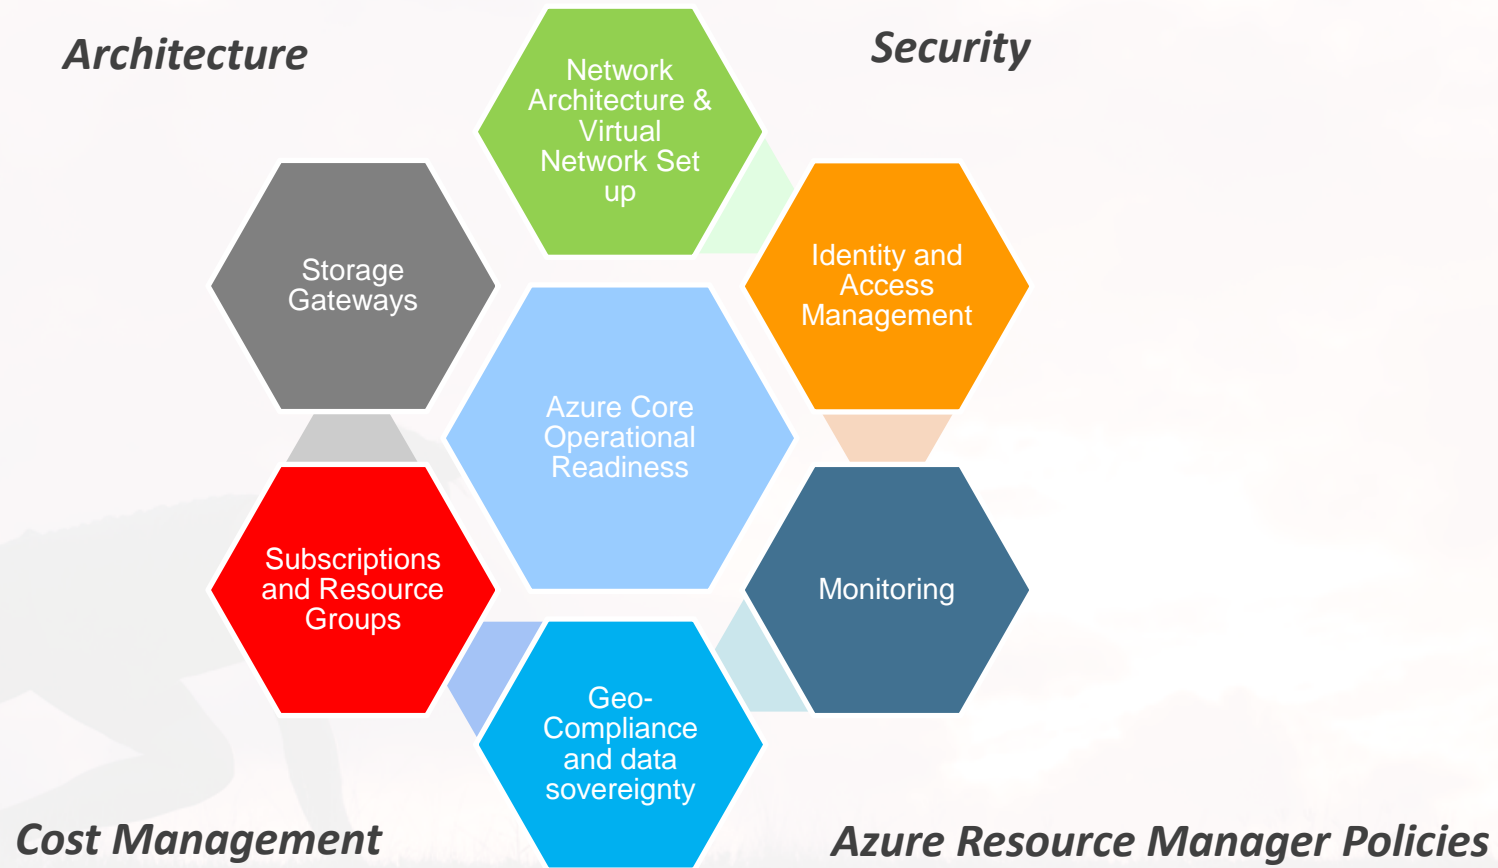 Architecture
Security
Network
Architecture &
Virtual
Network Set
up
Storage
Gateways
Identity and
Access
Management
Azure Core
Operational
Readiness
Subscriptions
and Resource
Groups
Monitoring
Geo-
Compliance
and data
sovereignty
Cost Management
Azure Resource Manager Policies